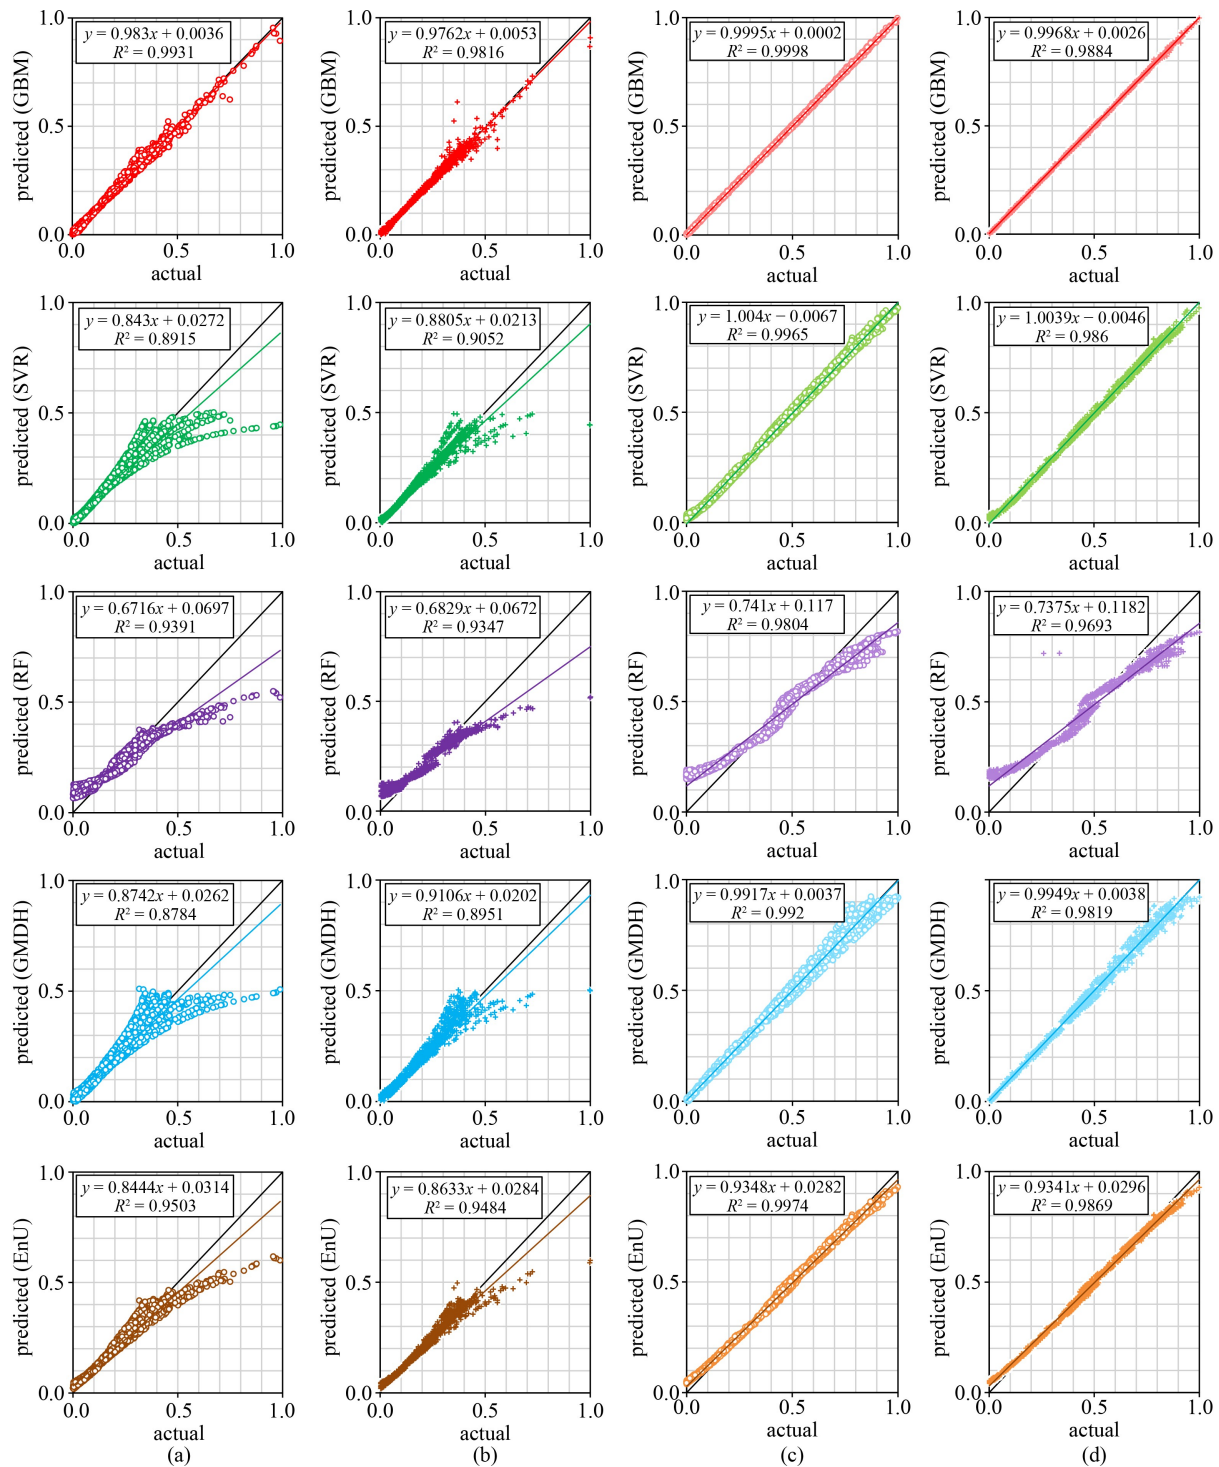 1.0
y = 0.983x + 0.0036
R² = 0.9931
predicted (GBM)
0.5
0.0
0.0 0.5 1.0
actual
1.0
y = 0.9762x + 0.0053
R² = 0.9816
predicted (GBM)
0.5
0.0
0.0 0.5 1.0
actual
1.0
y = 0.9995x + 0.0002
R² = 0.9998
predicted (GBM)
0.5
0.0
0.0 0.5 1.0
actual
1.0
y = 0.9968x + 0.0026
R² = 0.9884
predicted (GBM)
0.5
0.0
0.0 0.5 1.0
actual
1.0
y = 0.843x + 0.0272
R² = 0.8915
predicted (SVR)
0.5
0.0
0.0 0.5 1.0
actual
1.0
y = 0.8805x + 0.0213
R² = 0.9052
predicted (SVR)
0.5
0.0
0.0 0.5 1.0
actual
1.0
y = 1.004x − 0.0067
R² = 0.9965
predicted (SVR)
0.5
0.0
0.0 0.5 1.0
actual
1.0
y = 1.0039x − 0.0046
R² = 0.986
predicted (SVR)
0.5
0.0
0.0 0.5 1.0
actual
1.0
y = 0.6716x + 0.0697
R² = 0.9391
predicted (RF)
0.5
0.0
0.0 0.5 1.0
actual
1.0
y = 0.6829x + 0.0672
R² = 0.9347
predicted (RF)
0.5
0.0
0.0 0.5 1.0
actual
1.0
y = 0.741x + 0.117
R² = 0.9804
predicted (RF)
0.5
0.0
0.0 0.5 1.0
actual
1.0
y = 0.7375x + 0.1182
R² = 0.9693
predicted (RF)
0.5
0.0
0.0 0.5 1.0
actual
1.0
y = 0.8742x + 0.0262
R² = 0.8784
predicted (GMDH)
0.5
0.0
0.0 0.5 1.0
actual
1.0
y = 0.9106x + 0.0202
R² = 0.8951
predicted (GMDH)
0.5
0.0
0.0 0.5 1.0
actual
1.0
y = 0.9917x + 0.0037
R² = 0.992
predicted (GMDH)
0.5
0.0
0.0 0.5 1.0
actual
1.0
y = 0.9949x + 0.0038
R² = 0.9819
predicted (GMDH)
0.5
0.0
0.0 0.5 1.0
actual
1.0
y = 0.8444x + 0.0314
R² = 0.9503
predicted (EnU)
0.5
0.0
0.0 0.5 1.0
actual
(a)
1.0
y = 0.8633x + 0.0284
R² = 0.9484
predicted (EnU)
0.5
0.0
0.0 0.5 1.0
actual
(b)
1.0
y = 0.9348x + 0.0282
R² = 0.9974
predicted (EnU)
0.5
0.0
0.0 0.5 1.0
actual
(c)
1.0
y = 0.9341x + 0.0296
R² = 0.9869
predicted (EnU)
0.5
0.0
0.0 0.5 1.0
actual
(d)